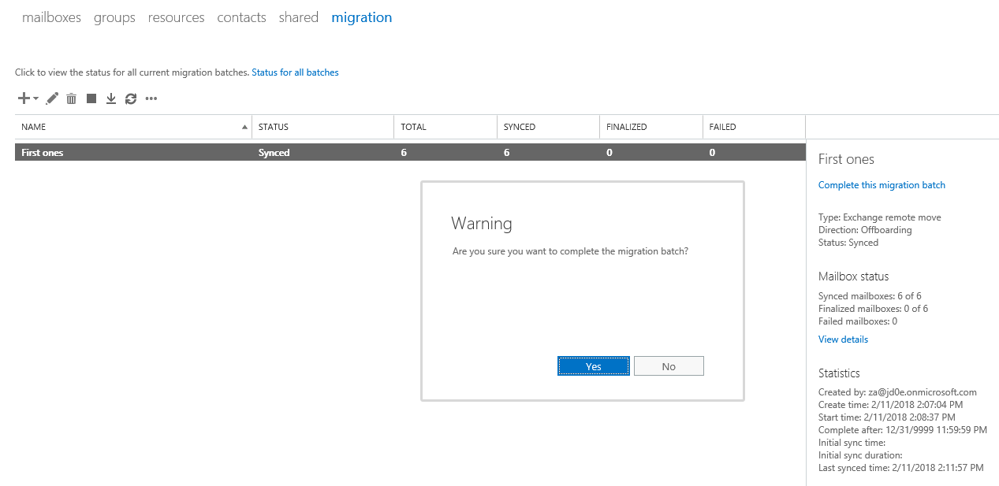 mailboxes groups resources contacts shared migration
Click to view the status for all current migration batches. Status for all batches
NAME STATUS TOTAL SYNCED FINALIZED FAILED
First ones Synced 6 6 0 0
Warning
Are you sure you want to complete the migration batch?
Yes No
First ones
Complete this migration batch
Type: Exchange remote move
Direction: Offboarding
Status: Synced
Mailbox status
Synced mailboxes: 6 of 6
Finalized mailboxes: 0 of 6
Failed mailboxes: 0
View details
Statistics
Created by: za@jd0e.onmicrosoft.com
Create time: 2/11/2018 2:07:04 PM
Start time: 2/11/2018 2:08:37 PM
Complete after: 12/31/9999 11:59:59 PM
Initial sync time:
Initial sync duration:
Last synced time: 2/11/2018 2:11:57 PM